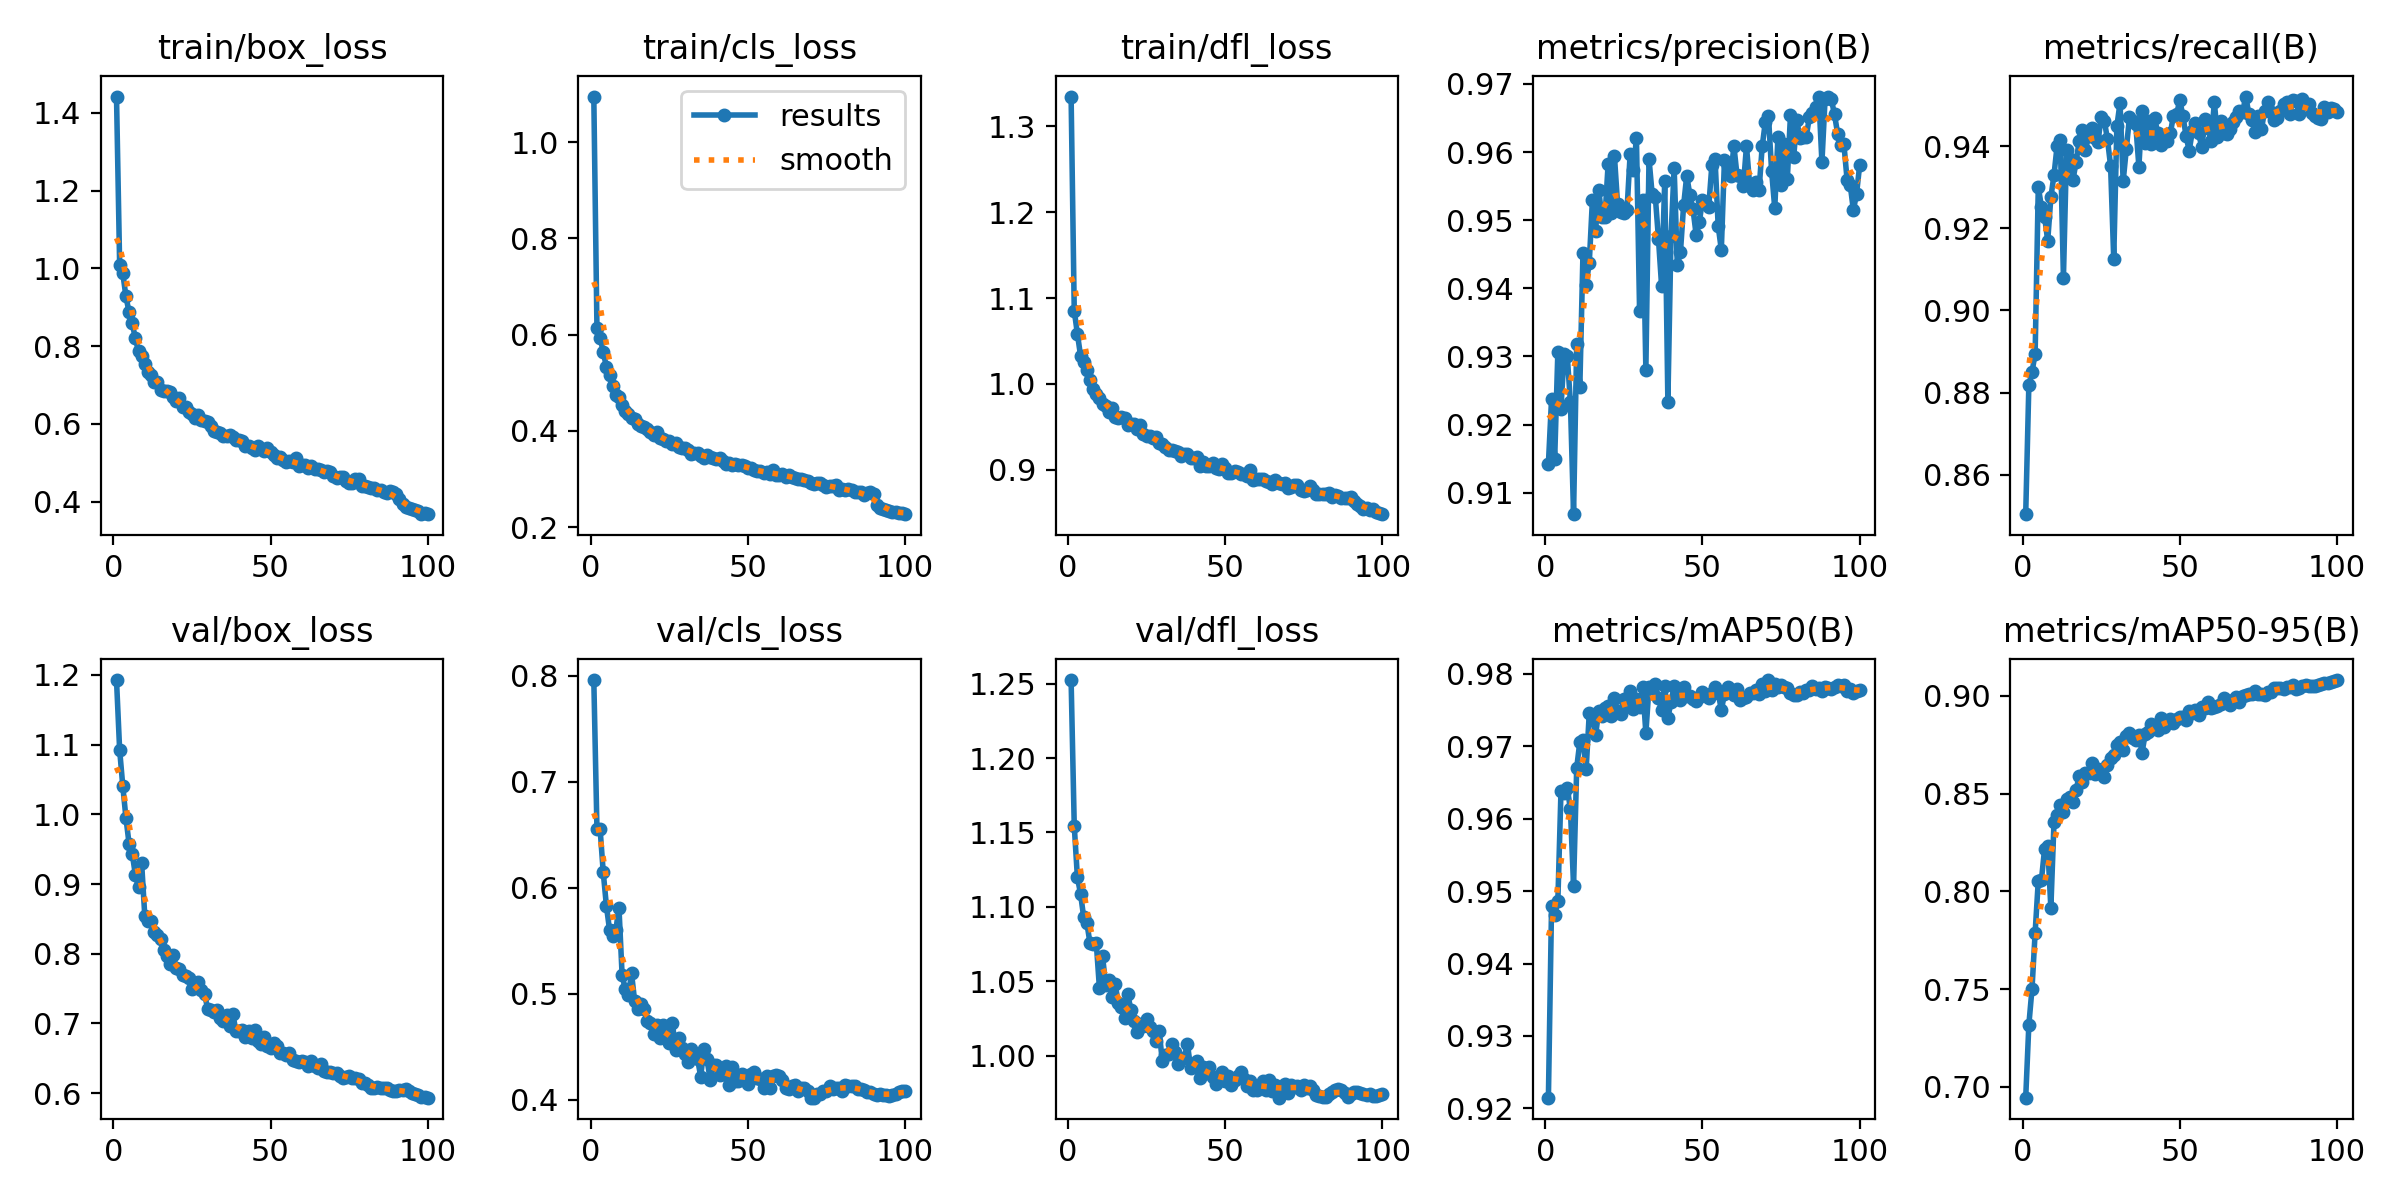 train/box_loss
1.4
1.2
1.0
0.8
0.6
0.4
0 50 100
train/cls_loss
results
smooth
1.0
0.8
0.6
0.4
0.2
0 50 100
train/dfl_loss
1.3
1.2
1.1
1.0
0.9
0 50 100
metrics/precision(B)
0.97
0.96
0.95
0.94
0.93
0.92
0.91
0 50 100
metrics/recall(B)
0.94
0.92
0.90
0.88
0.86
0 50 100
val/box_loss
1.2
1.1
1.0
0.9
0.8
0.7
0.6
0 50 100
val/cls_loss
0.8
0.7
0.6
0.5
0.4
0 50 100
val/dfl_loss
1.25
1.20
1.15
1.10
1.05
1.00
0 50 100
metrics/mAP50(B)
0.98
0.97
0.96
0.95
0.94
0.93
0.92
0 50 100
metrics/mAP50-95(B)
0.90
0.85
0.80
0.75
0.70
0 50 100